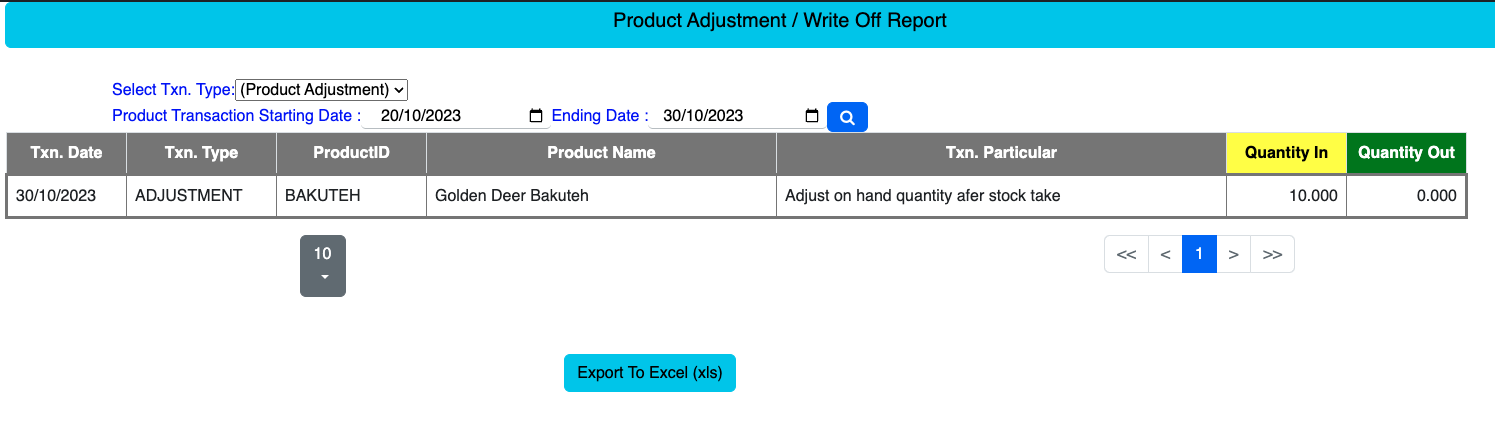 Product Adjustment / Write Off Report
Select Txn. Type: (Product Adjustment)
Product Transaction Starting Date : 20/10/2023 Ending Date : 30/10/2023
Txn. Date Txn. Type ProductID Product Name Txn. Particular Quantity In Quantity Out
30/10/2023 ADJUSTMENT BAKUTEH Golden Deer Bakuteh Adjust on hand quantity afer stock take 10.000 0.000
10 << < 1 > >>
Export To Excel (xls)